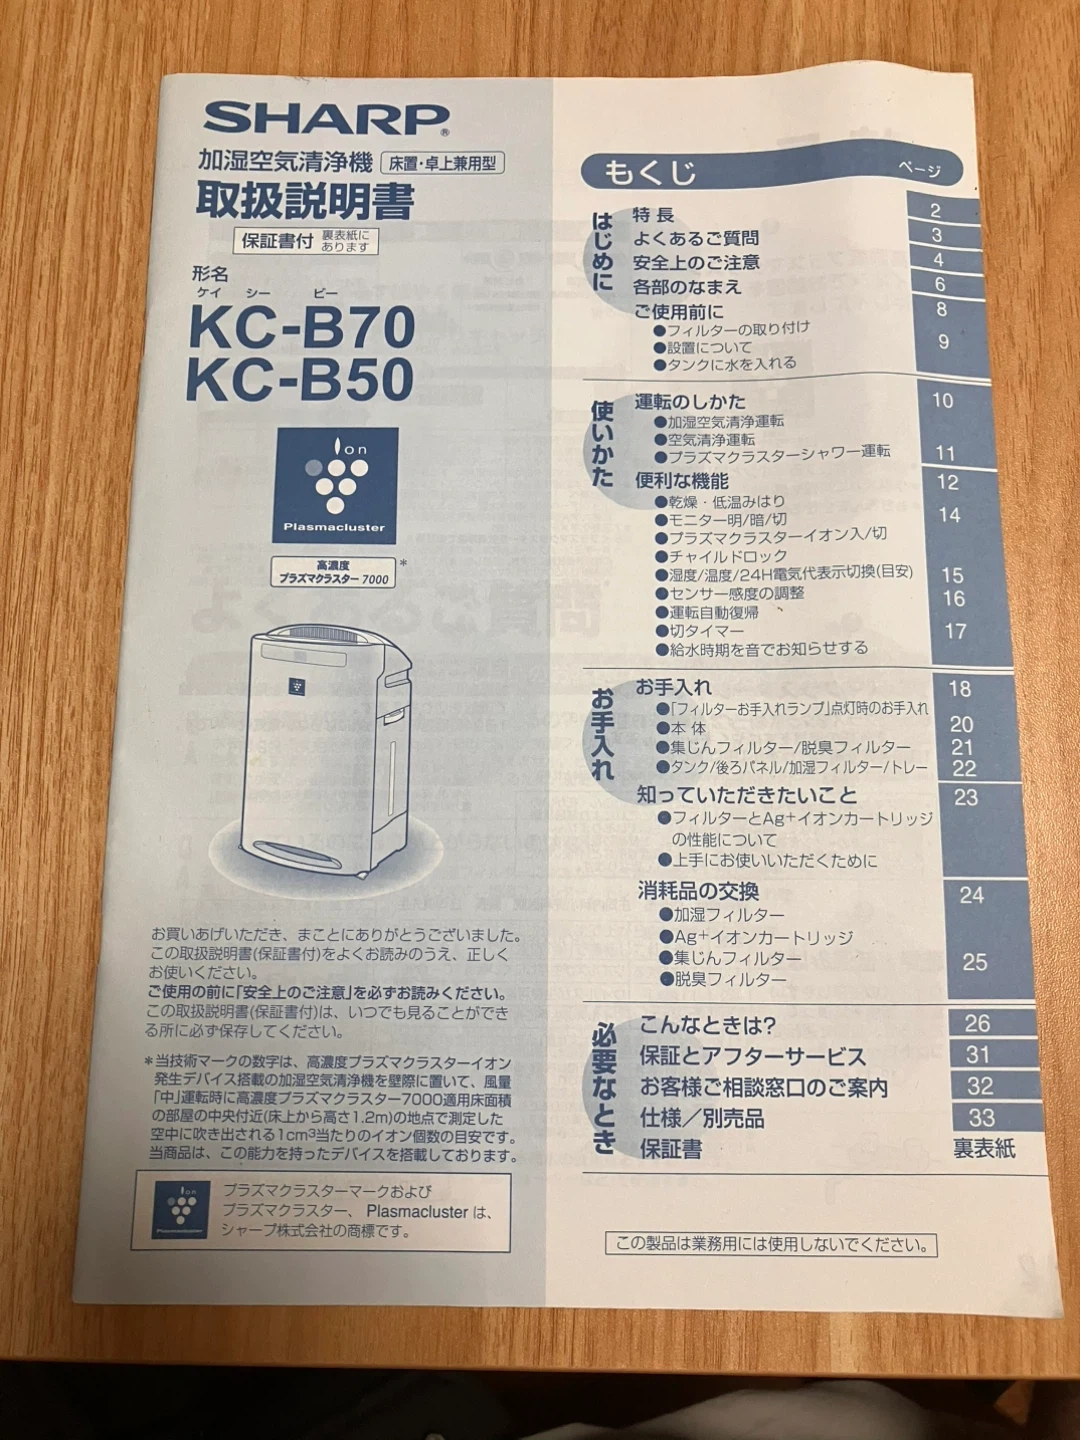 SHARP®
加湿空気清浄機 床置・卓上兼用型
取扱説明書
保証書付 裏表紙に
あります
形名
ケイ シー ビー
KC-B70
KC-B50
Ion
Plasmacluster
高濃度
プラズマクラスター 7000 *
お買いあげいただき、まことにありがとうございました。
この取扱説明書(保証書付)をよくお読みのうえ、正しく
お使いください。
ご使用の前に「安全上のご注意」を必ずお読みください。
この取扱説明書(保証書付)は、いつでも見ることができ
る所に必ず保存してください。
*当技術マークの数字は、高濃度プラズマクラスターイオン
発生デバイス搭載の加湿空気清浄機を壁際に置いて、風量
「中」運転時に高濃度プラズマクラスター7000適用床面積
の部屋の中央付近(床上から高さ1.2m)の地点で測定した
空中に吹き出される1cm³当たりのイオン個数の目安です。
当商品は、この能力を持ったデバイスを搭載しております。
Ion
Plasmacluster
プラズマクラスターマークおよび
プラズマクラスター、Plasmacluster は、
シャープ株式会社の商標です。
もくじ ページ
はじめに
特長 2
よくあるご質問 3
安全上のご注意 4
各部のなまえ 6
ご使用前に 8
●フィルターの取り付け
●設置について 9
●タンクに水を入れる
使いかた
運転のしかた 10
●加湿空気清浄運転
●空気清浄運転
●プラズマクラスターシャワー運転 11
便利な機能 12
●乾燥・低温みはり
●モニター明/暗/切 14
●プラズマクラスターイオン入/切
●チャイルドロック
●湿度/温度/24H電気代表示切換(目安) 15
●センサー感度の調整 16
●運転自動復帰
●切タイマー 17
●給水時期を音でお知らせする
お手入れ
お手入れ 18
●「フィルターお手入れランプ」点灯時のお手入れ
●本体 20
●集じんフィルター/脱臭フィルター 21
●タンク/後ろパネル/加湿フィルター/トレー 22
知っていただきたいこと 23
●フィルターとAg⁺イオンカートリッジ
の性能について
●上手にお使いいただくために
消耗品の交換 24
●加湿フィルター
●Ag⁺イオンカートリッジ
●集じんフィルター 25
●脱臭フィルター
必要なとき
こんなときは? 26
保証とアフターサービス 31
お客様ご相談窓口のご案内 32
仕様/別売品 33
保証書 裏表紙
この製品は業務用には使用しないでください。